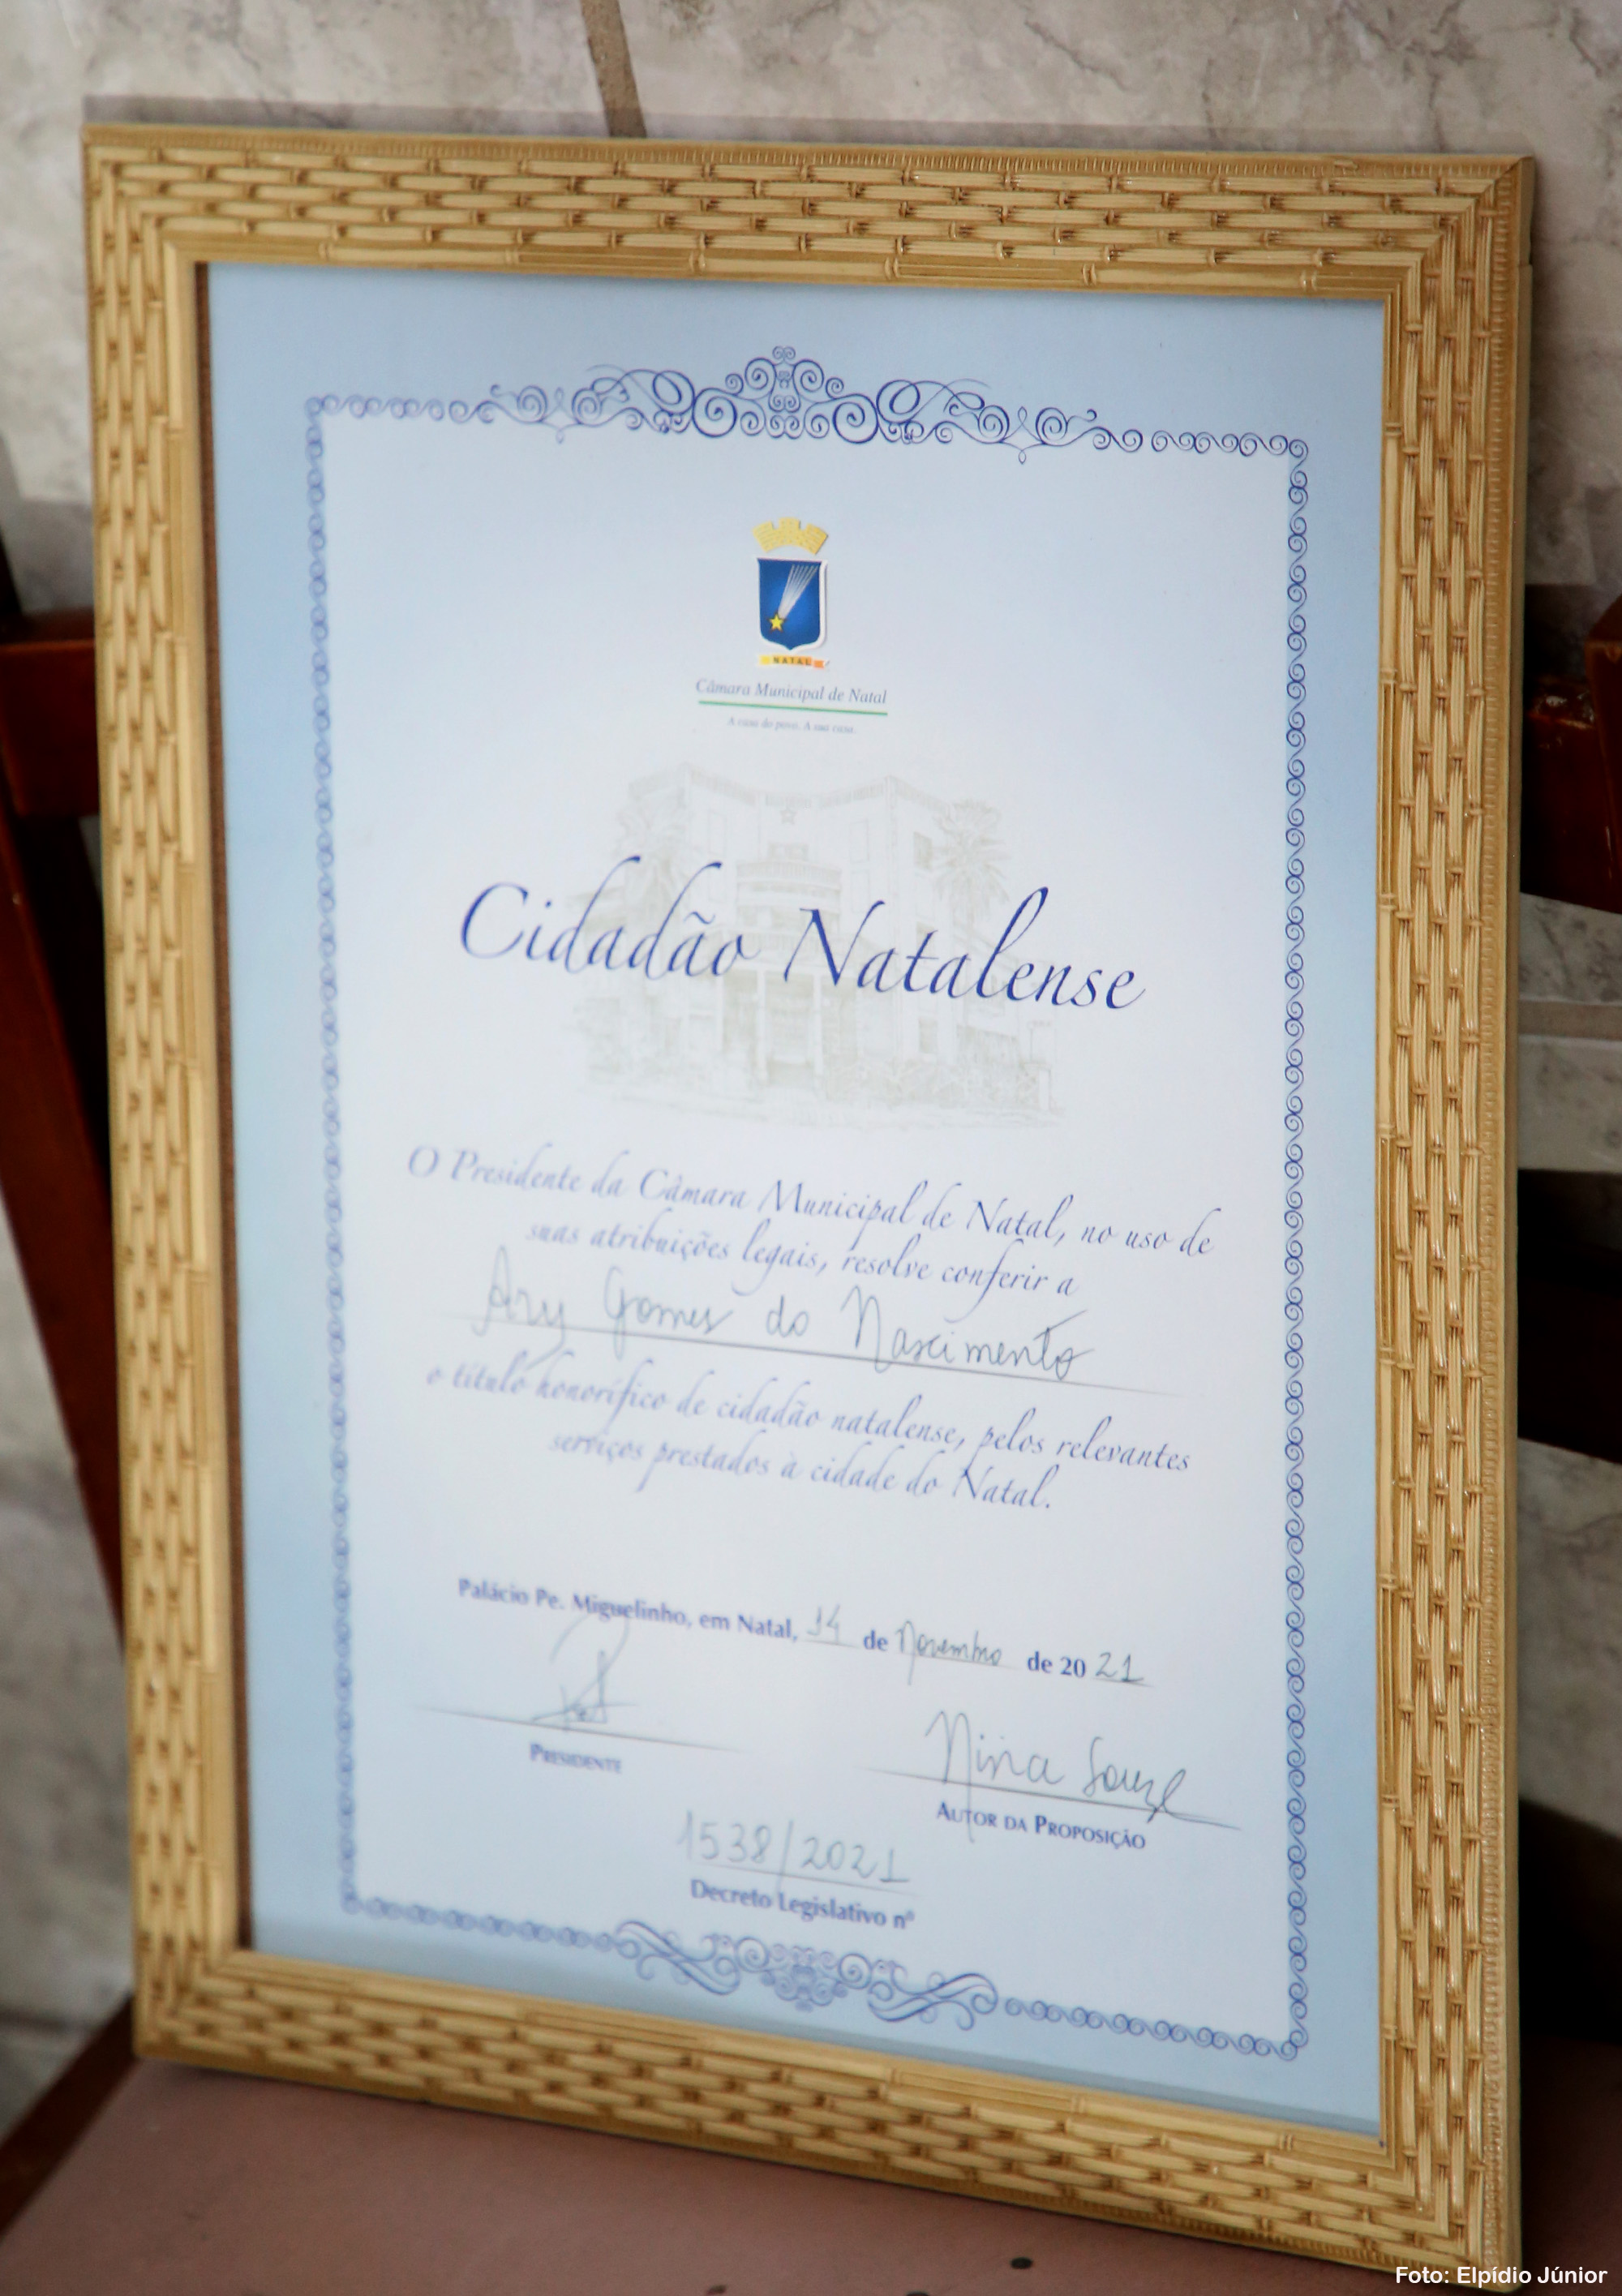 NATAL
Câmara Municipal de Natal
A casa do povo. A sua casa.
Cidadão Natalense
O Presidente da Câmara Municipal de Natal, no uso de
suas atribuições legais, resolve conferir a
Ary Gomes do Nascimento
o título honorífico de cidadão natalense, pelos relevantes
serviços prestados à cidade do Natal.
Palácio Pe. Miguelinho, em Natal, 14 de Novembro de 2021
PRESIDENTE
Nina Souza
AUTOR DA PROPOSIÇÃO
1538/2021
Decreto Legislativo nº
Foto: Elpídio Júnior